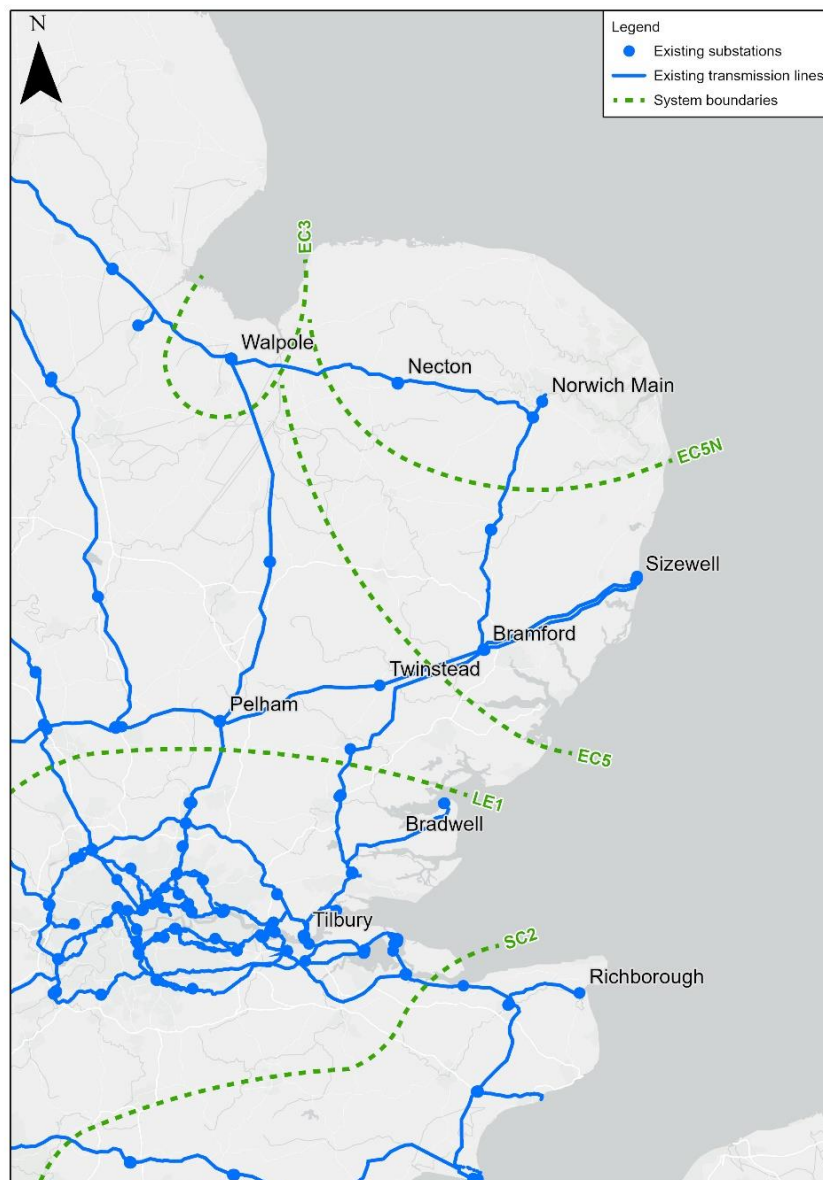 N
Legend
Existing substations
Existing transmission lines
System boundaries
EC3
Walpole
Necton
Norwich Main
EC5N
Sizewell
Bramford
Twinstead
Pelham
EC5
LE1
Bradwell
Tilbury
SC2
Richborough